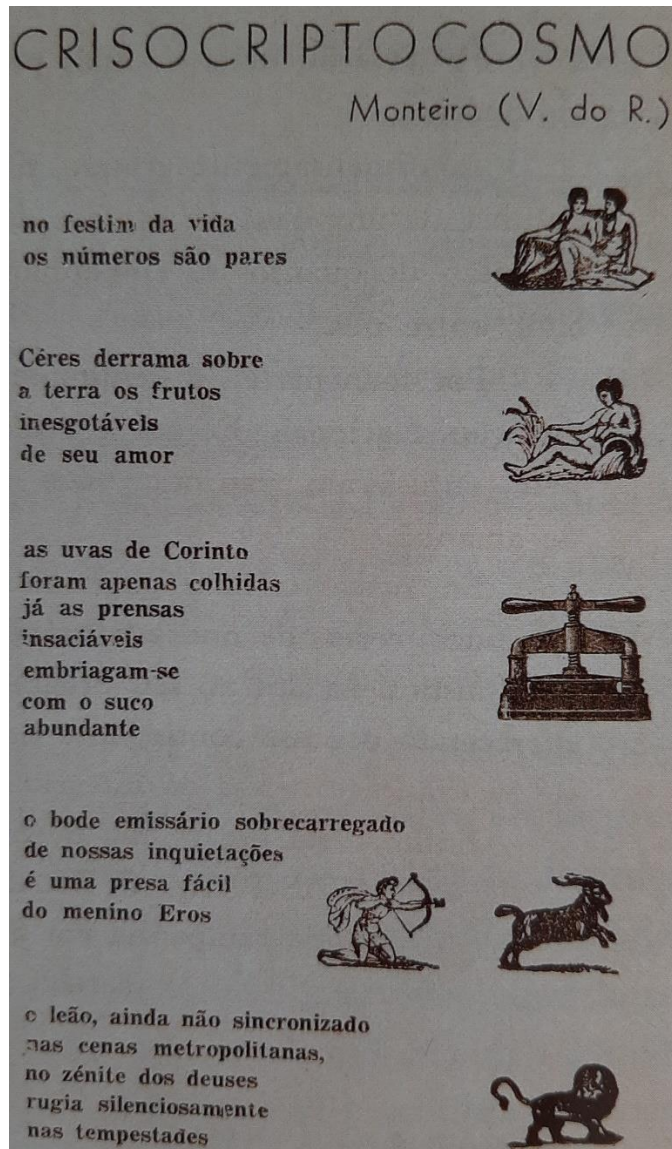 CRISOCRIPTOCOSMO
Monteiro (V. do R.)
no festim da vida
os números são pares
Céres derrama sobre
a terra os frutos
inesgotáveis
de seu amor
as uvas de Corinto
foram apenas colhidas
já as prensas
insaciáveis
embriagam-se
com o suco
abundante
o bode emissário sobrecarregado
de nossas inquietações
é uma presa fácil
do menino Eros
o leão, ainda não sincronizado
nas cenas metropolitanas,
no zénite dos deuses
rugia silenciosamente
nas tempestades